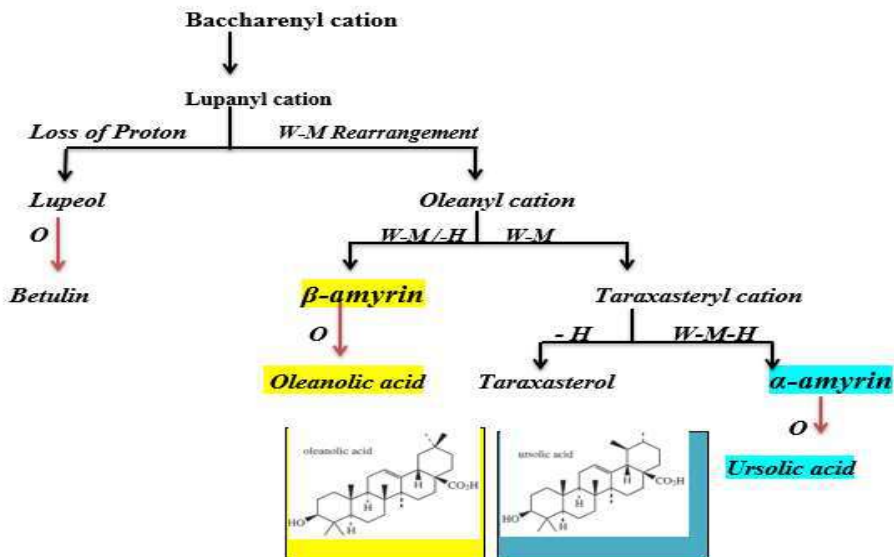 Baccharenyl cation
Lupanyl cation
Loss of Proton W-M Rearrangement
Lupeol Oleanyl cation
O W-M/-H W-M
Betulin β-amyrin Taraxasteryl cation
O - H W-M-H
Oleanolic acid Taraxasterol α-amyrin
O
Ursolic acid
oleanolic acid
H
CO₂H
H
HO
H
ursolic acid
H
CO₂H
H
HO
H